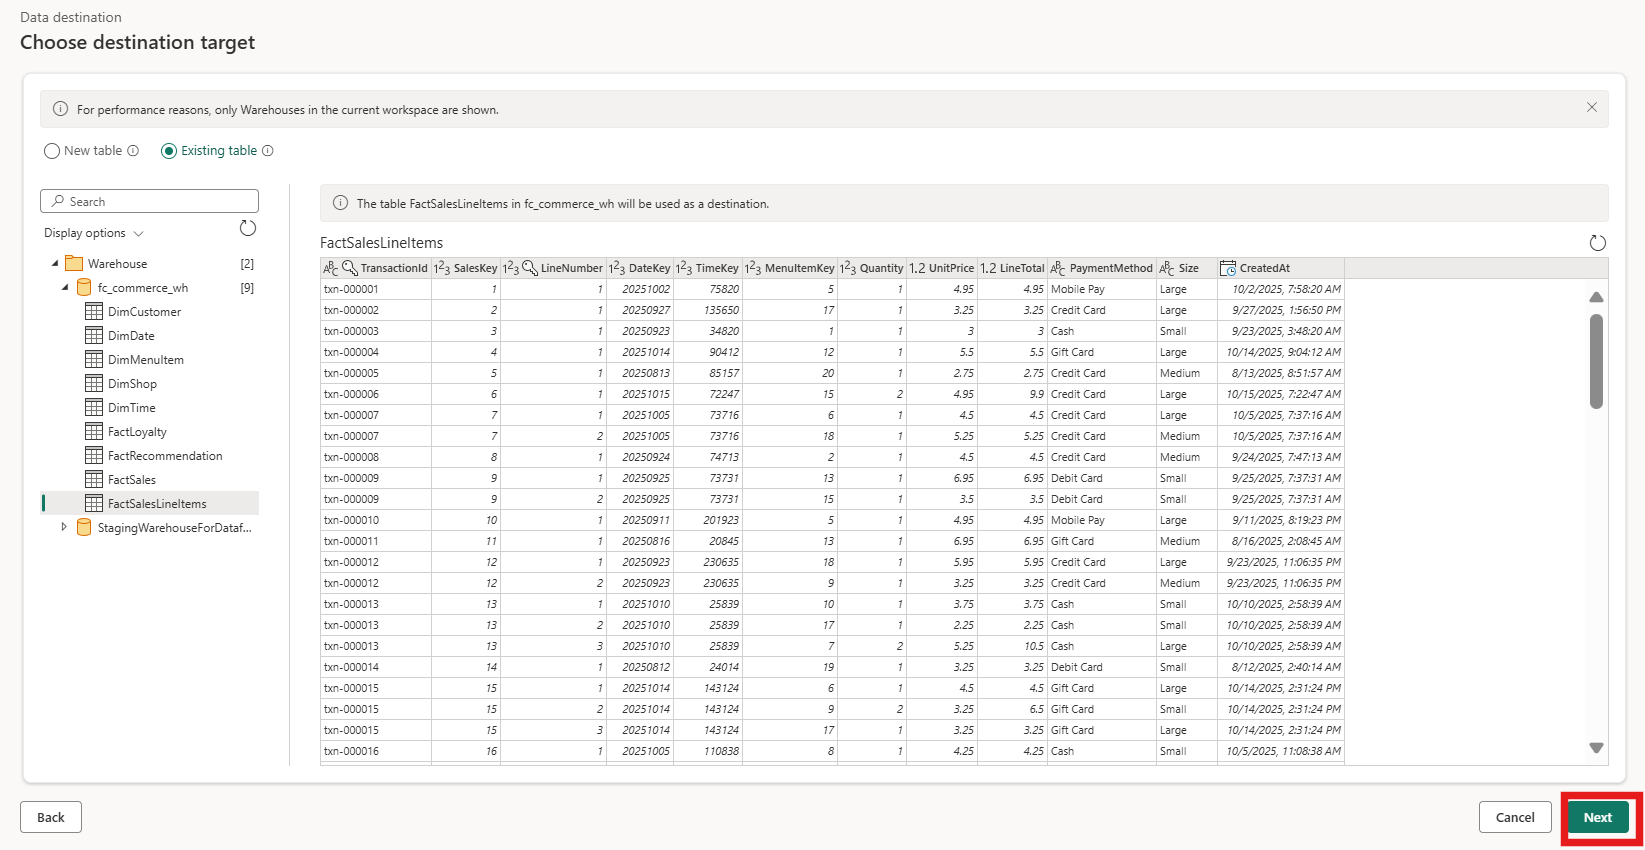 Data destination
Choose destination target
For performance reasons, only Warehouses in the current workspace are shown.
New table Existing table
Search
Display options
Warehouse [2]
fc_commerce_wh [9]
DimCustomer
DimDate
DimMenuItem
DimShop
DimTime
FactLoyalty
FactRecommendation
FactSales
FactSalesLineItems
StagingWarehouseForDataf...
The table FactSalesLineItems in fc_commerce_wh will be used as a destination.
FactSalesLineItems
ABC TransactionId 123 SalesKey 123 LineNumber 123 DateKey 123 TimeKey 123 MenuItemKey 123 Quantity 1.2 UnitPrice 1.2 LineTotal ABC PaymentMethod ABC Size CreatedAt
txn-000001 1 1 20251002 75820 5 1 4.95 4.95 Mobile Pay Large 10/2/2025, 7:58:20 AM
txn-000002 2 1 20250927 135650 17 1 3.25 3.25 Credit Card Large 9/27/2025, 1:56:50 PM
txn-000003 3 1 20250923 34820 1 1 3 3 Cash Small 9/23/2025, 3:48:20 AM
txn-000004 4 1 20251014 90412 12 1 5.5 5.5 Gift Card Large 10/14/2025, 9:04:12 AM
txn-000005 5 1 20250813 85157 20 1 2.75 2.75 Credit Card Medium 8/13/2025, 8:51:57 AM
txn-000006 6 1 20251015 72247 15 2 4.95 9.9 Credit Card Large 10/15/2025, 7:22:47 AM
txn-000007 7 1 20251005 73716 6 1 4.5 4.5 Credit Card Large 10/5/2025, 7:37:16 AM
txn-000007 7 2 20251005 73716 18 1 5.25 5.25 Credit Card Medium 10/5/2025, 7:37:16 AM
txn-000008 8 1 20250924 74713 2 1 4.5 4.5 Credit Card Medium 9/24/2025, 7:47:13 AM
txn-000009 9 1 20250925 73731 13 1 6.95 6.95 Debit Card Small 9/25/2025, 7:37:31 AM
txn-000009 9 2 20250925 73731 15 1 3.5 3.5 Debit Card Small 9/25/2025, 7:37:31 AM
txn-000010 10 1 20250911 201923 5 1 4.95 4.95 Mobile Pay Large 9/11/2025, 8:19:23 PM
txn-000011 11 1 20250816 20845 13 1 6.95 6.95 Gift Card Medium 8/16/2025, 2:08:45 AM
txn-000012 12 1 20250923 230635 18 1 5.95 5.95 Credit Card Large 9/23/2025, 11:06:35 PM
txn-000012 12 2 20250923 230635 9 1 3.25 3.25 Credit Card Medium 9/23/2025, 11:06:35 PM
txn-000013 13 1 20251010 25839 10 1 3.75 3.75 Cash Small 10/10/2025, 2:58:39 AM
txn-000013 13 2 20251010 25839 17 1 2.25 2.25 Cash Small 10/10/2025, 2:58:39 AM
txn-000013 13 3 20251010 25839 7 2 5.25 10.5 Cash Large 10/10/2025, 2:58:39 AM
txn-000014 14 1 20250812 24014 19 1 3.25 3.25 Debit Card Small 8/12/2025, 2:40:14 AM
txn-000015 15 1 20251014 143124 6 1 4.5 4.5 Gift Card Large 10/14/2025, 2:31:24 PM
txn-000015 15 2 20251014 143124 9 2 3.25 6.5 Gift Card Small 10/14/2025, 2:31:24 PM
txn-000015 15 3 20251014 143124 17 1 3.25 3.25 Gift Card Large 10/14/2025, 2:31:24 PM
txn-000016 16 1 20251005 110838 8 1 4.25 4.25 Cash Small 10/5/2025, 11:08:38 AM
Back Cancel Next